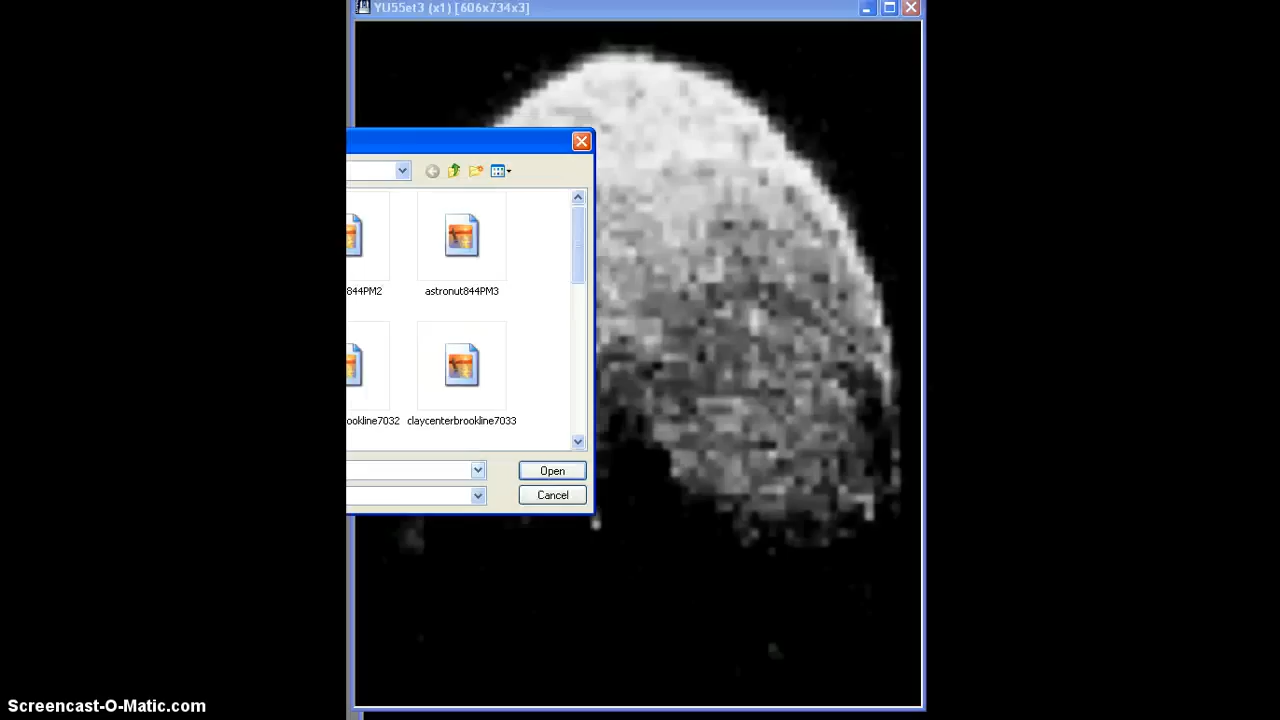 YU55et3 (x1) [606x734x3]
844PM2
astronut844PM3
ookline7032
claycenterbrookline7033
Open
Cancel
Screencast-O-Matic.com